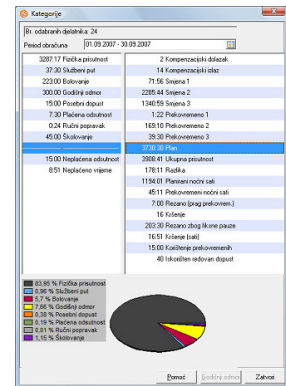 Kategorije
Br. odabranih djelatnika: 24
Period obračuna 01.09.2007 - 30.09.2007
3287:17 Fizička prisutnost
37:30 Službeni put
223:00 Bolovanje
300:00 Godišnji odmor
15:00 Posebni dopust
7:30 Plaćena odsutnost
0:24 Ručni popravak
45:00 Školovanje
15:00 Neplaćena odsutnost
8:51 Neplaćeno vrijeme
2 Kompenzacijski dolazak
14 Kompenzacijski izlaz
71:56 Smjena 1
2285:44 Smjena 2
1340:59 Smjena 3
1:22 Prekovremeno 1
169:10 Prekovremeno 2
39:30 Prekovremeno 3
3730:30 Plan
3908:41 Ukupna prisutnost
178:11 Razlika
1194:01 Planirani noćni sati
45:11 Prekovremeni noćni sati
7:00 Rezano (prag prekovrem.)
16 Kršenje
203:30 Rezano zbog fiksne pauze
16:51 Kršenje (sati)
15:00 Korištenje prekovremenih
40 Iskorišten redovan dopust
83,95 % Fizička prisutnost
0,96 % Službeni put
5,7 % Bolovanje
7,66 % Godišnji odmor
0,38 % Posebni dopust
0,19 % Plaćena odsutnost
0,01 % Ručni popravak
1,15 % Školovanje
Pomoć Godišnji odmori Zatvori